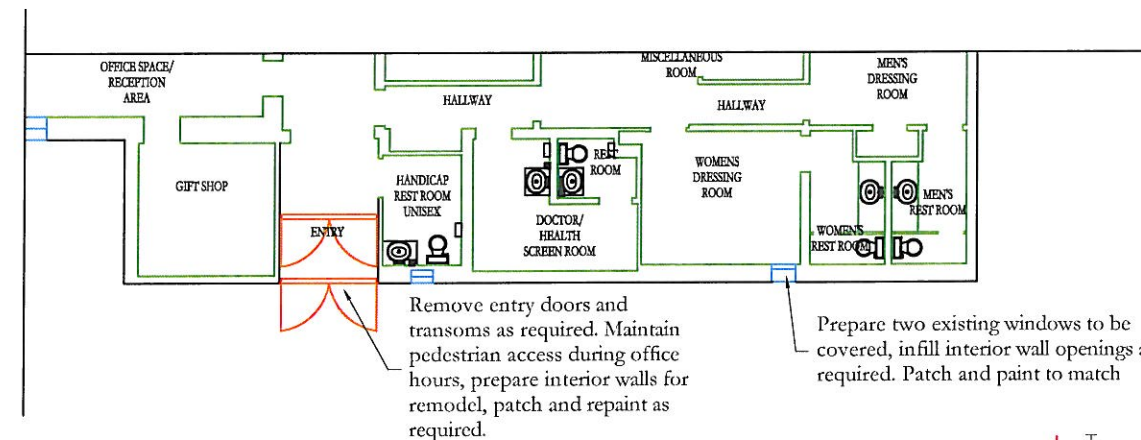 OFFICE SPACE/
RECEPTION
AREA
HALLWAY
MISCELLANEOUS
ROOM
HALLWAY
MEN'S
DRESSING
ROOM
GIFT SHOP
HANDICAP
REST ROOM
UNISEX
REST
ROOM
WOMENS
DRESSING
ROOM
MEN'S
REST ROOM
ENTRY
DOCTOR/
HEALTH
SCREEN ROOM
WOMEN'S
REST ROOM
Remove entry doors and
transoms as required. Maintain
pedestrian access during office
hours, prepare interior walls for
remodel, patch and repaint as
required.
Prepare two existing windows to be
covered, infill interior wall openings
required. Patch and paint to match